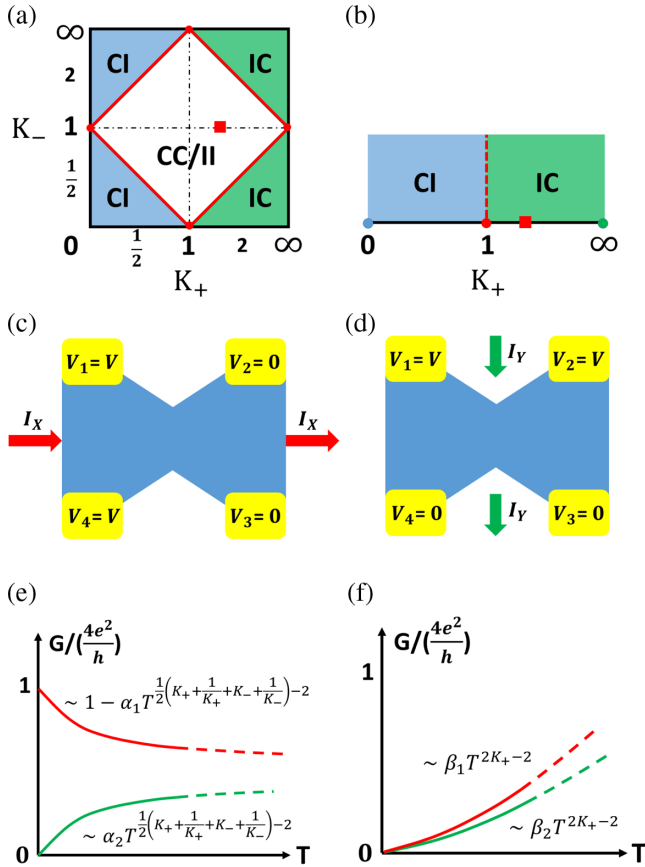 (a)
(b)
∞
2
1
1/2
0
K₋
CI
IC
CC/II
CI
IC
1/2
1
2
∞
K₊
CI
IC
0
1
∞
K₊
(c)
(d)
V₁= V
V₂= 0
I_X
I_X
V₄= V
V₃= 0
V₁= V
I_Y
V₂= V
V₄= 0
I_Y
V₃= 0
(e)
(f)
G/(4e²/h)
1
~ 1 − α₁T^{1/2(K₊+1/K₊+K₋+1/K₋)−2}
~ α₂T^{1/2(K₊+1/K₊+K₋+1/K₋)−2}
0
T
G/(4e²/h)
1
~ β₁T^{2K₊−2}
~ β₂T^{2K₊−2}
0
T